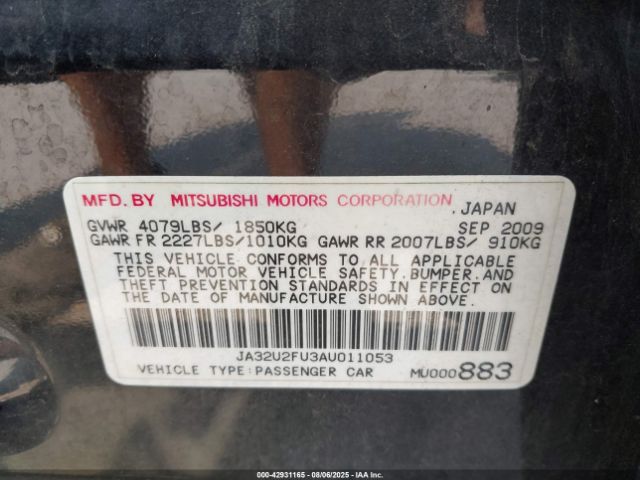 MFD. BY MITSUBISHI MOTORS CORPORATION
, JAPAN
GVWR 4079LBS/ 1850KG SEP 2009
GAWR FR 2227LBS/1010KG GAWR RR 2007LBS/ 910KG
THIS VEHICLE CONFORMS TO ALL APPLICABLE
FEDERAL MOTOR VEHICLE SAFETY, BUMPER, AND
THEFT PREVENTION STANDARDS IN EFFECT ON
THE DATE OF MANUFACTURE SHOWN ABOVE.
JA32U2FU3AU011053
VEHICLE TYPE:PASSENGER CAR MU000883
000-42931165 - 08/06/2025 - IAA Inc.